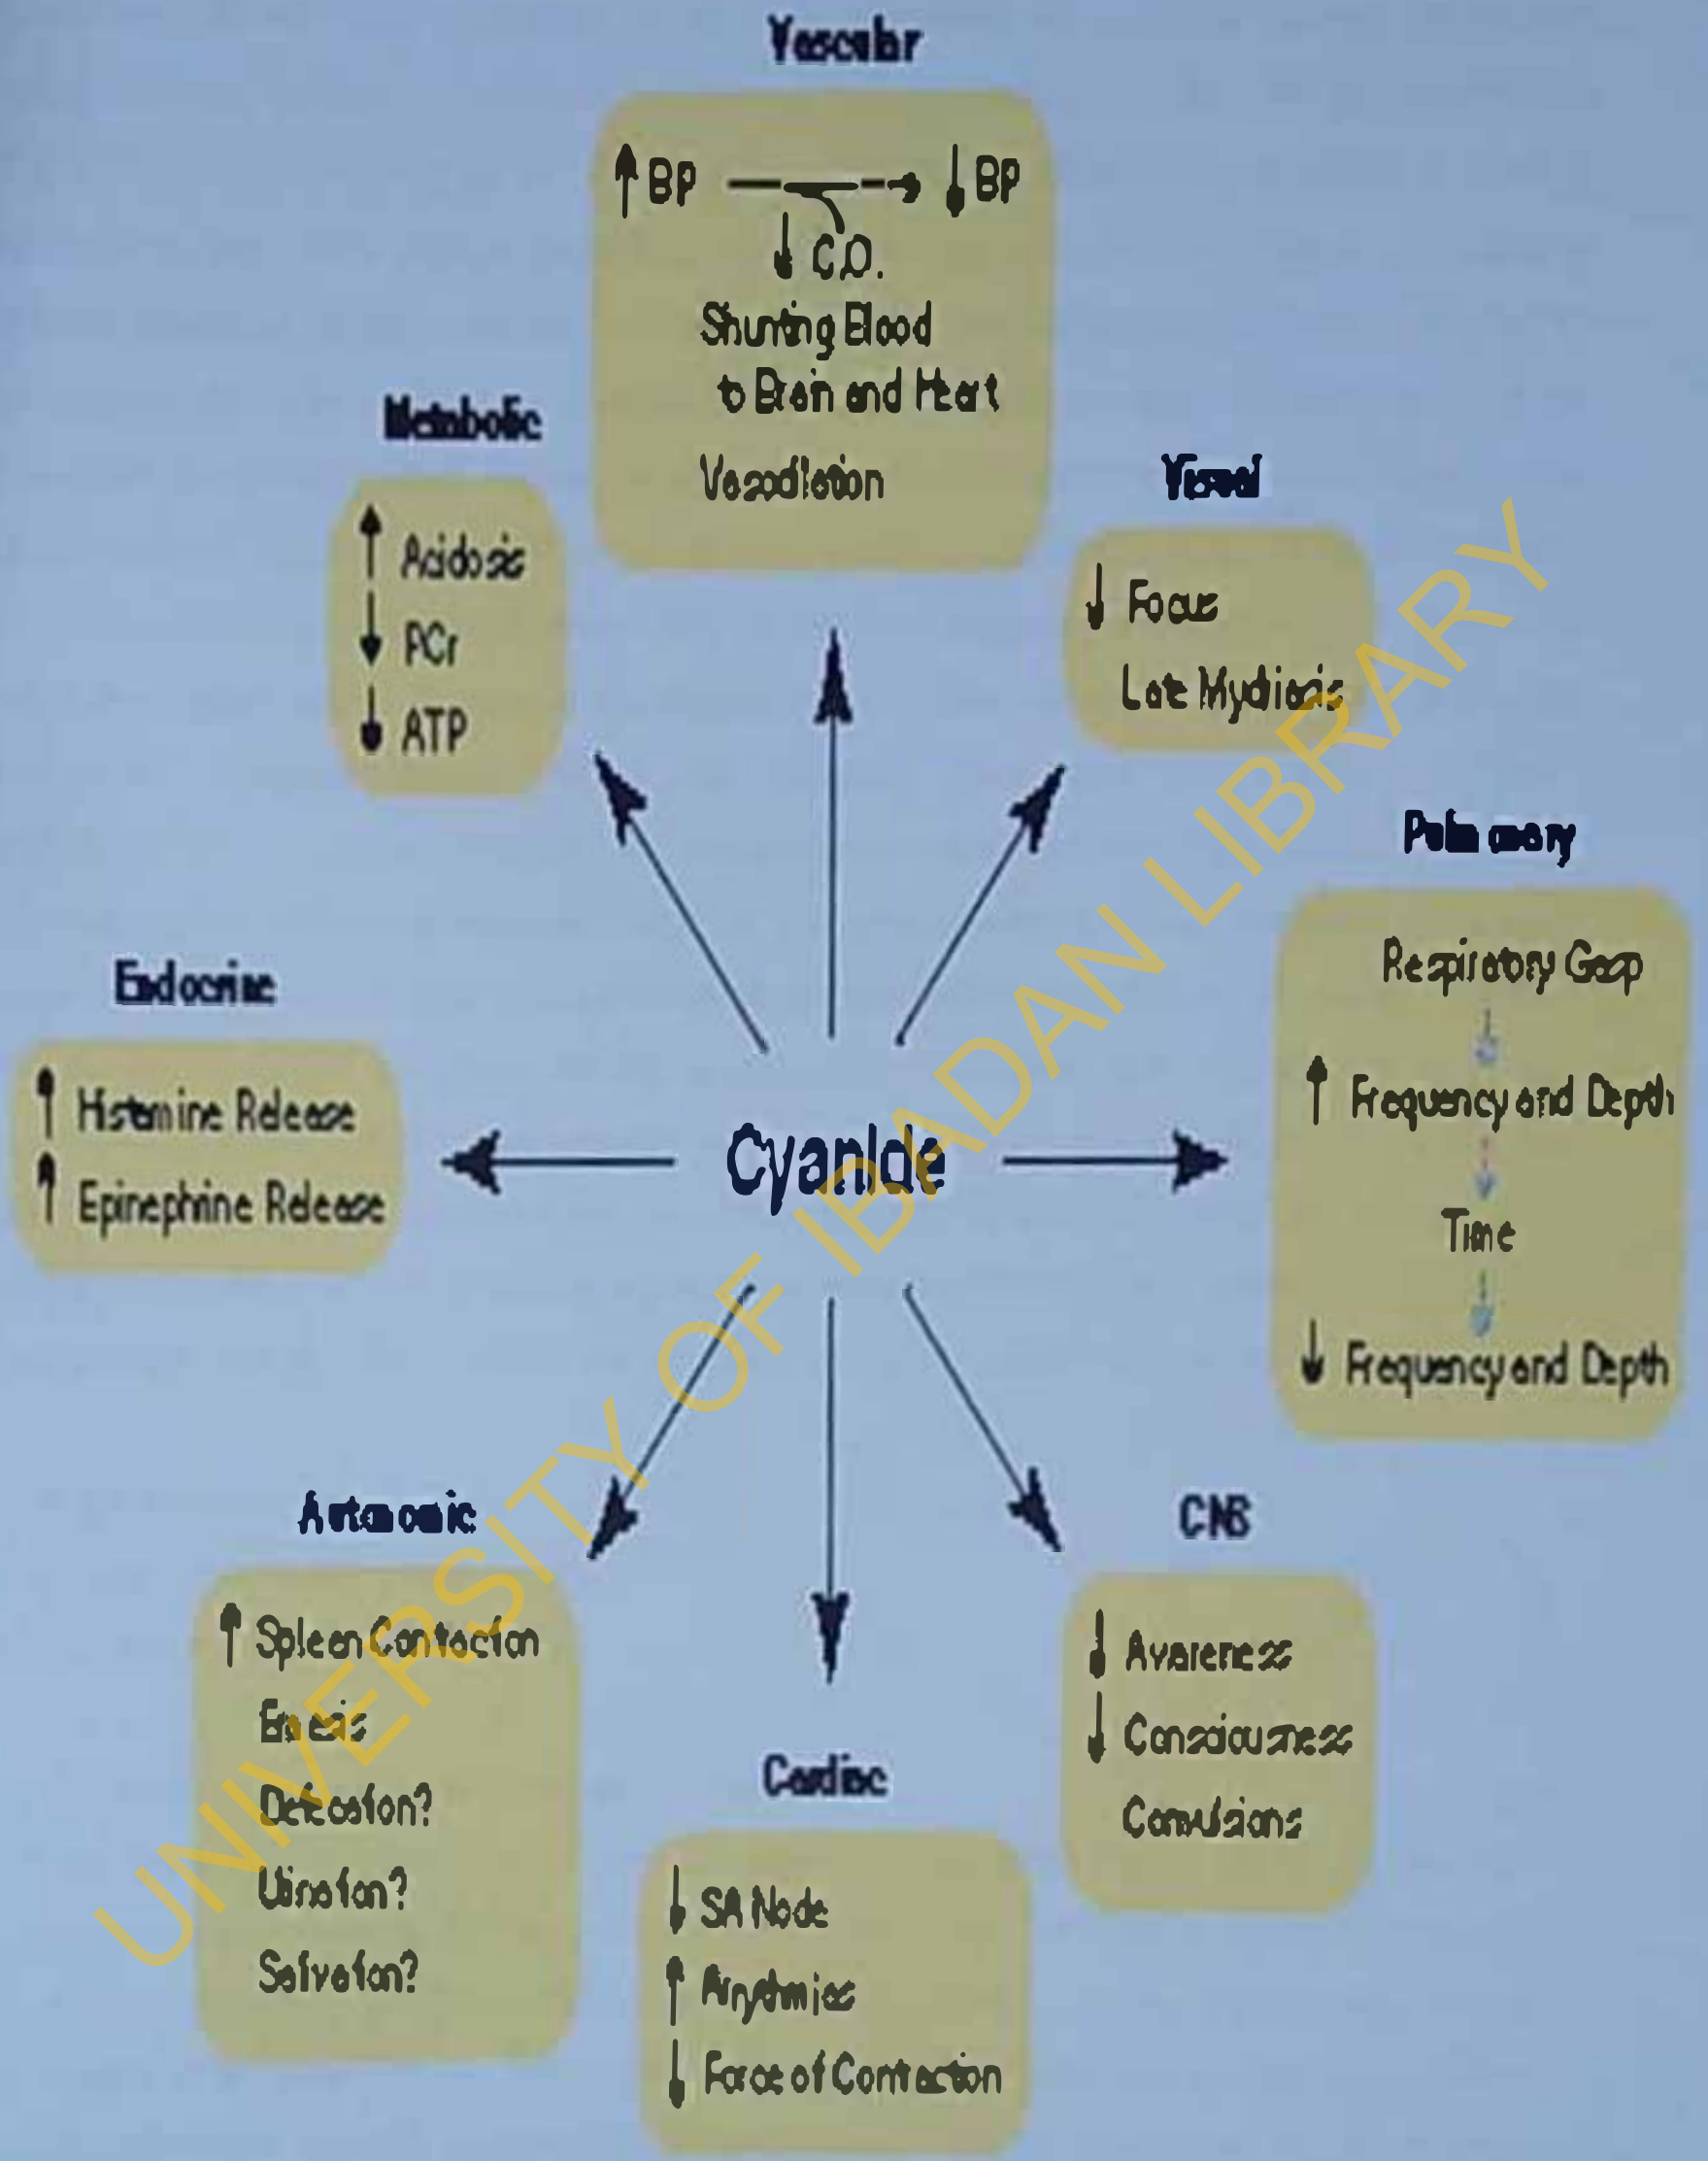 Vascular
↑ BP → ↓ BP
↓ C.O.
Shunting Blood
to Brain and Heart
Vasodilation
Metabolic
↑ Acidosis
↓ PCr
↓ ATP
Visual
↓ Focus
Late Mydriasis
Pulmonary
Respiratory Gasp
↓
↑ Frequency and Depth
↓
Time
↓
↓ Frequency and Depth
Endocrine
↑ Histamine Release
↑ Epinephrine Release
Cyanide
Autonomic
↑ Spleen Contraction
Emesis
Defecation?
Urination?
Salivation?
Cardiac
↓ SA Node
↑ Arrythmias
↓ Force of Contraction
CNS
↓ Awareness
↓ Consciousness
Convulsions
UNIVERSITY OF IBADAN LIBRARY